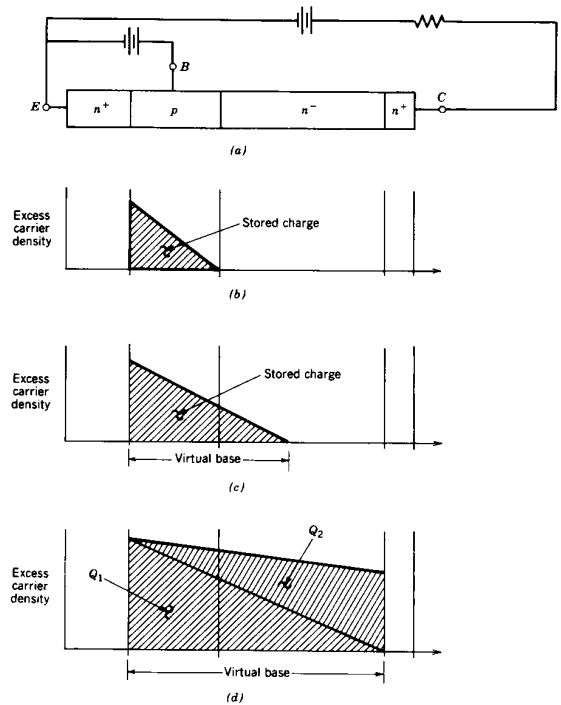 B
E
C
n+
p
n−
n+
(a)
Excess
carrier
density
Stored charge
(b)
Excess
carrier
density
Stored charge
Virtual base
(c)
Q2
Q1
Excess
carrier
density
Virtual base
(d)